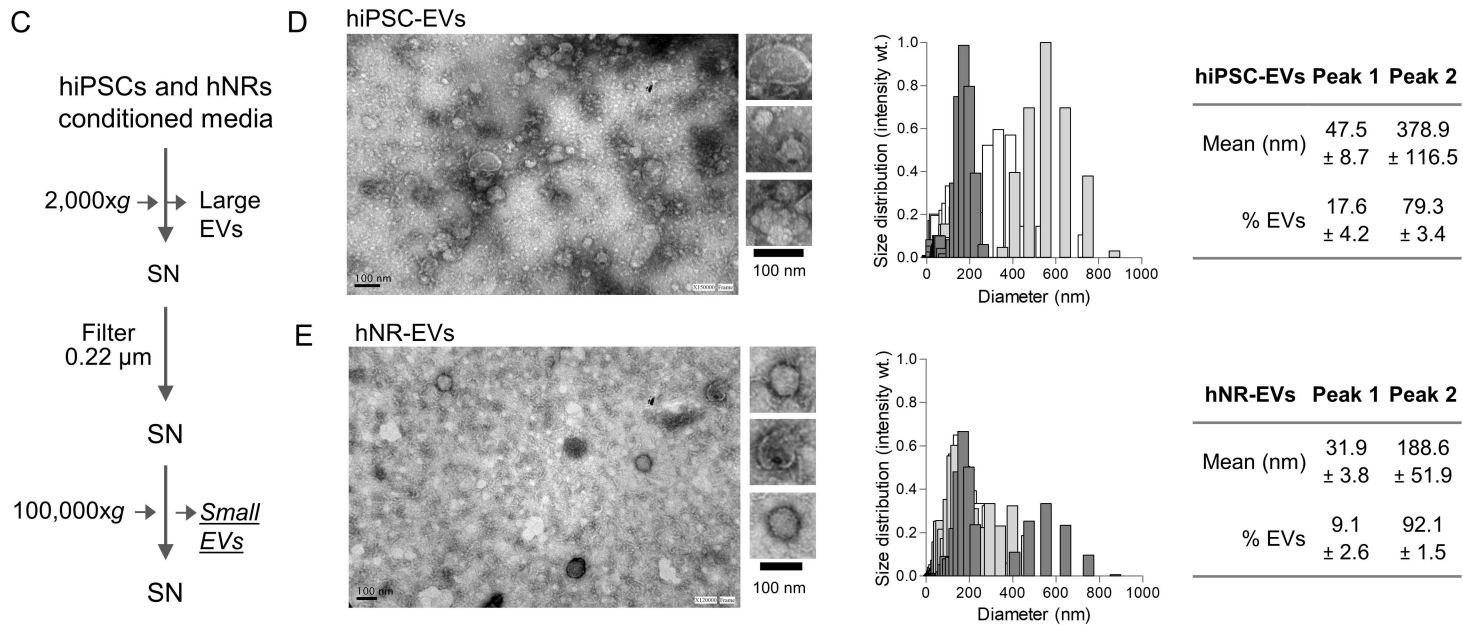 C
hiPSCs and hNRs
conditioned media
2,000xg
Large
EVs
SN
Filter
0.22 µm
SN
100,000xg
Small
EVs
SN
D
hiPSC-EVs
100 nm
X150000 Frame
100 nm
Size distribution (intensity wt.)
1.0
0.8
0.6
0.4
0.2
0.0
0 200 400 600 800 1000
Diameter (nm)
hiPSC-EVs Peak 1 Peak 2
Mean (nm) 47.5 ± 8.7 378.9 ± 116.5
% EVs 17.6 ± 4.2 79.3 ± 3.4
E
hNR-EVs
100 nm
X120000 Frame
100 nm
Size distribution (intensity wt.)
1.0
0.8
0.6
0.4
0.2
0.0
0 200 400 600 800 1000
Diameter (nm)
hNR-EVs Peak 1 Peak 2
Mean (nm) 31.9 ± 3.8 188.6 ± 51.9
% EVs 9.1 ± 2.6 92.1 ± 1.5